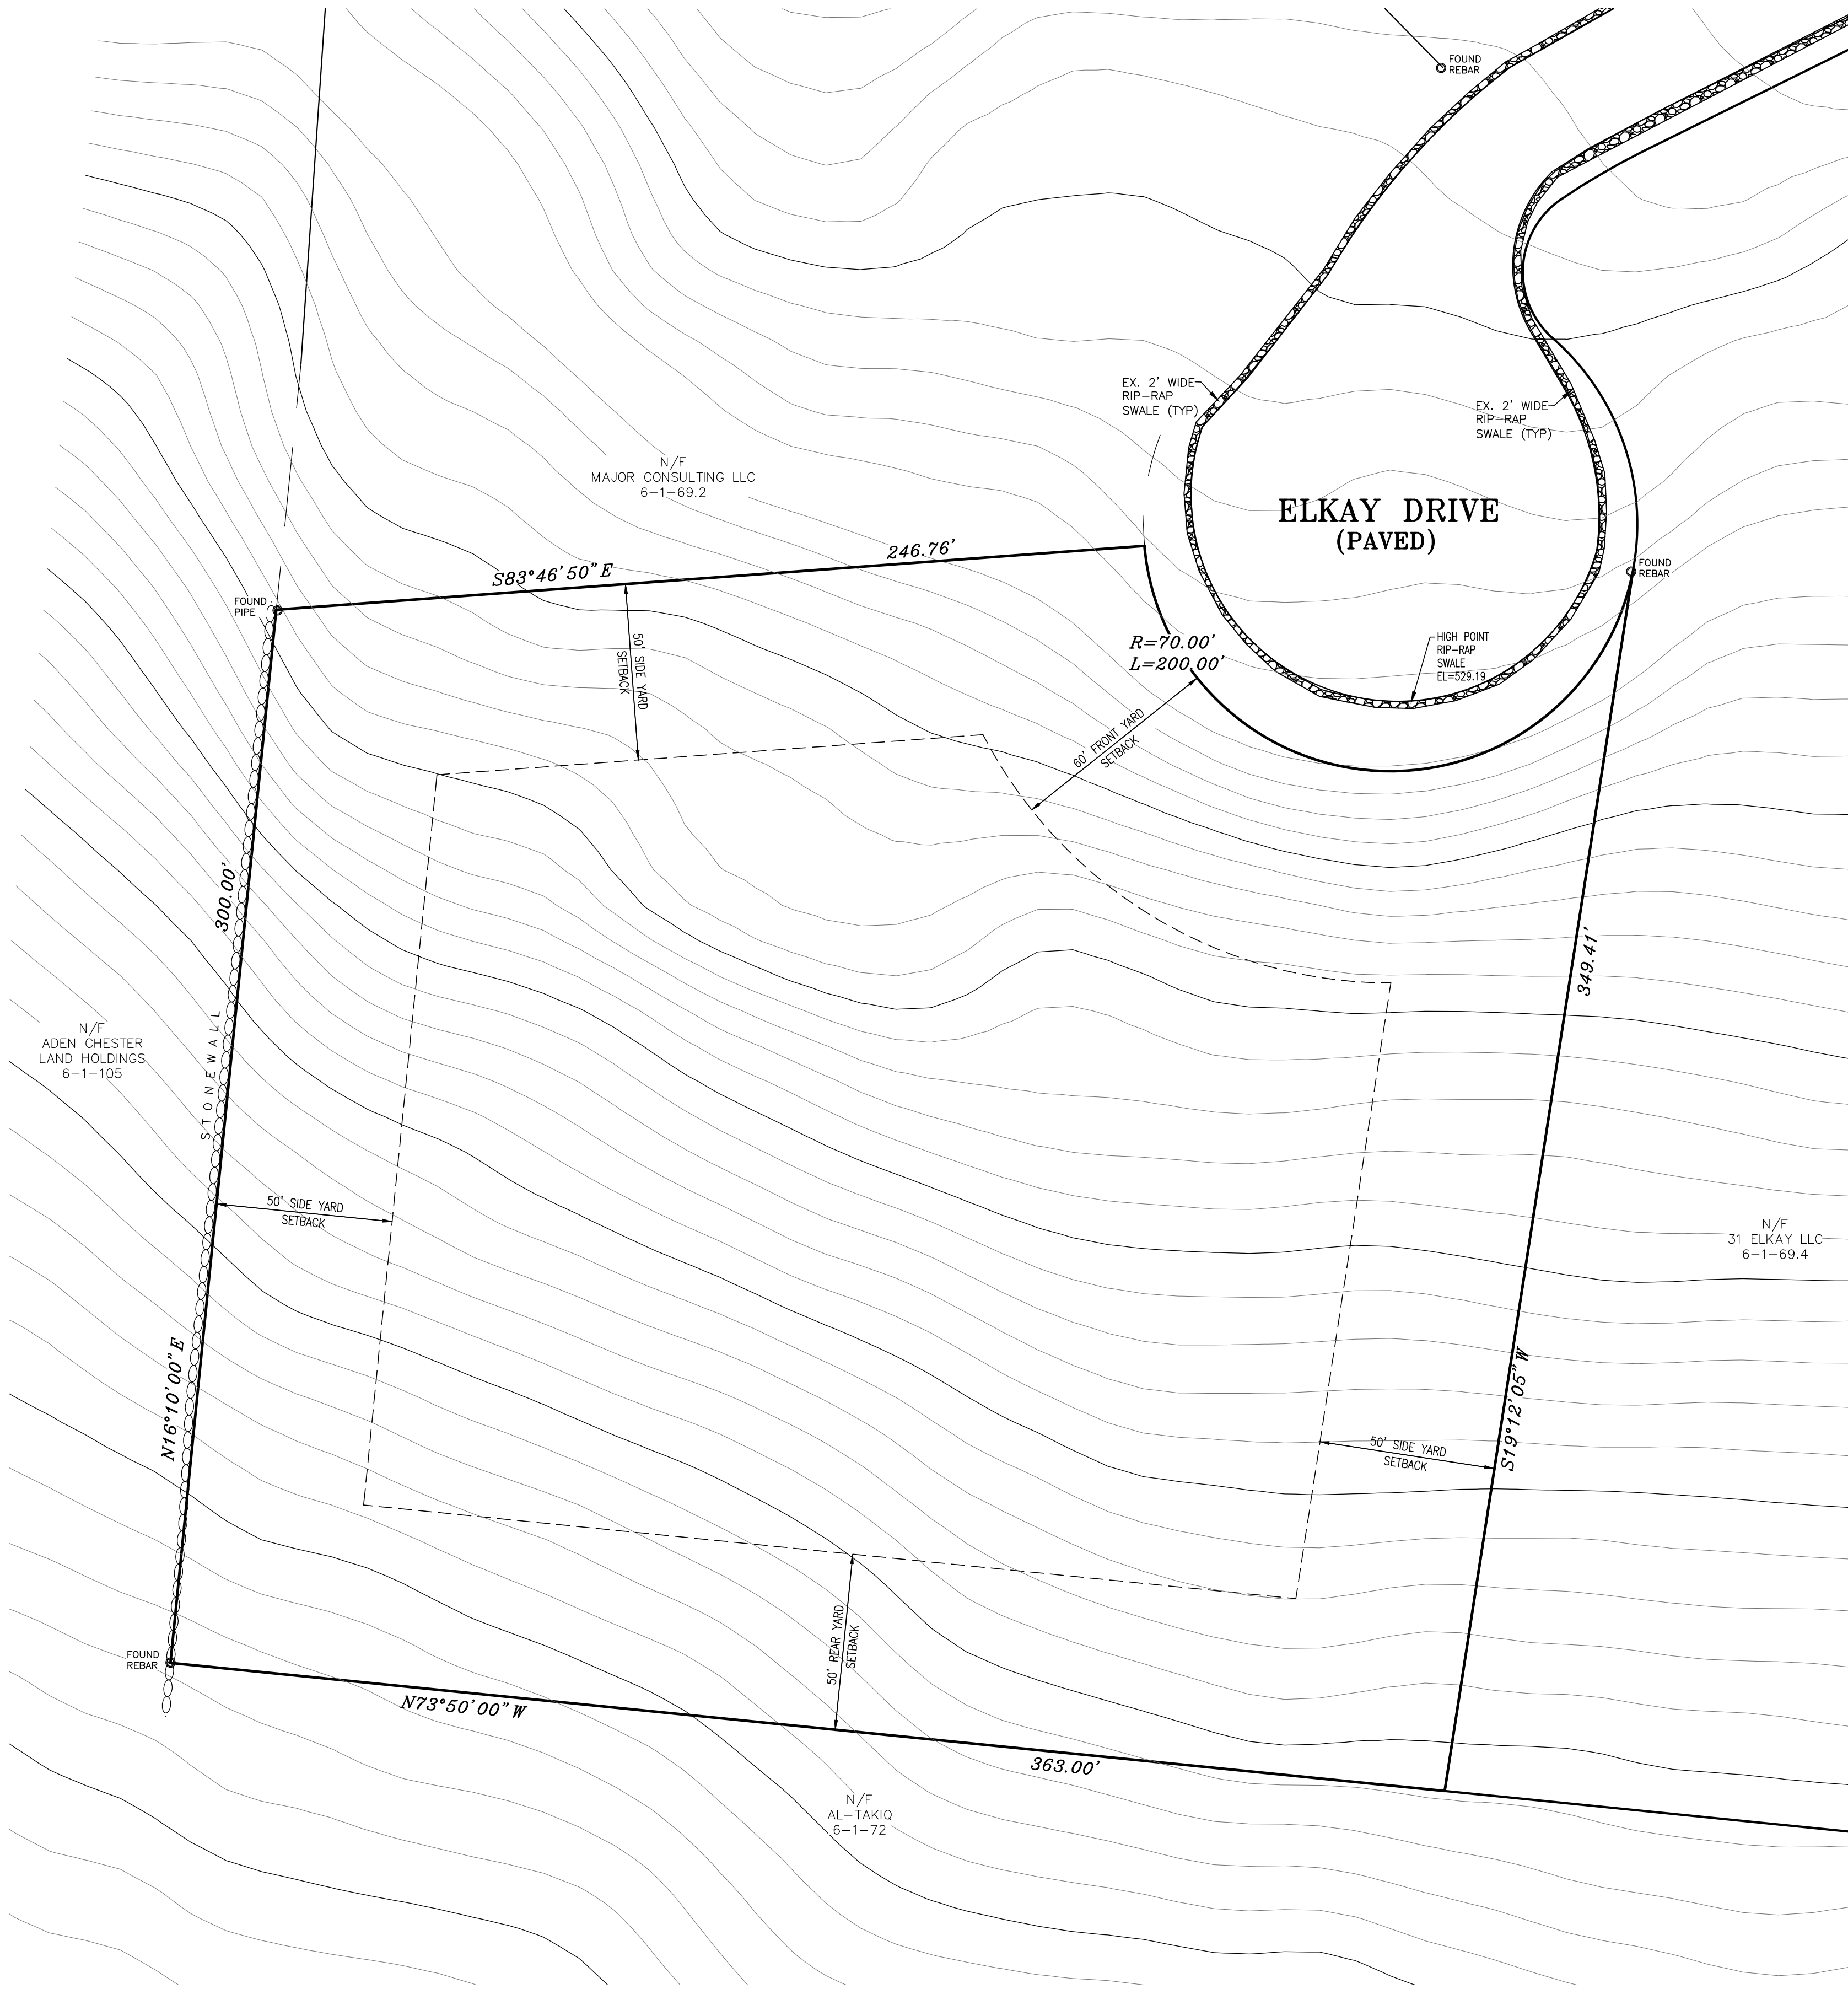 FOUND
REBAR
EX. 2' WIDE
RIP-RAP
SWALE (TYP)
EX. 2' WIDE
RIP-RAP
SWALE (TYP)
N/F
MAJOR CONSULTING LLC
6-1-69.2
ELKAY DRIVE
(PAVED)
S83°46'50"E
246.76'
FOUND
PIPE
FOUND
REBAR
50' SIDE YARD
SETBACK
R=70.00'
L=200.00'
HIGH POINT
RIP-RAP
SWALE
EL=529.19
60' FRONT YARD
SETBACK
300.00'
349.41'
N/F
ADEN CHESTER
LAND HOLDINGS
6-1-105
STONEWALL
50' SIDE YARD
SETBACK
N/F
31 ELKAY LLC
6-1-69.4
N16°10'00"E
S19°12'05"W
50' SIDE YARD
SETBACK
50' REAR YARD
SETBACK
FOUND
REBAR
N73°50'00"W
363.00'
N/F
AL-TAKIQ
6-1-72